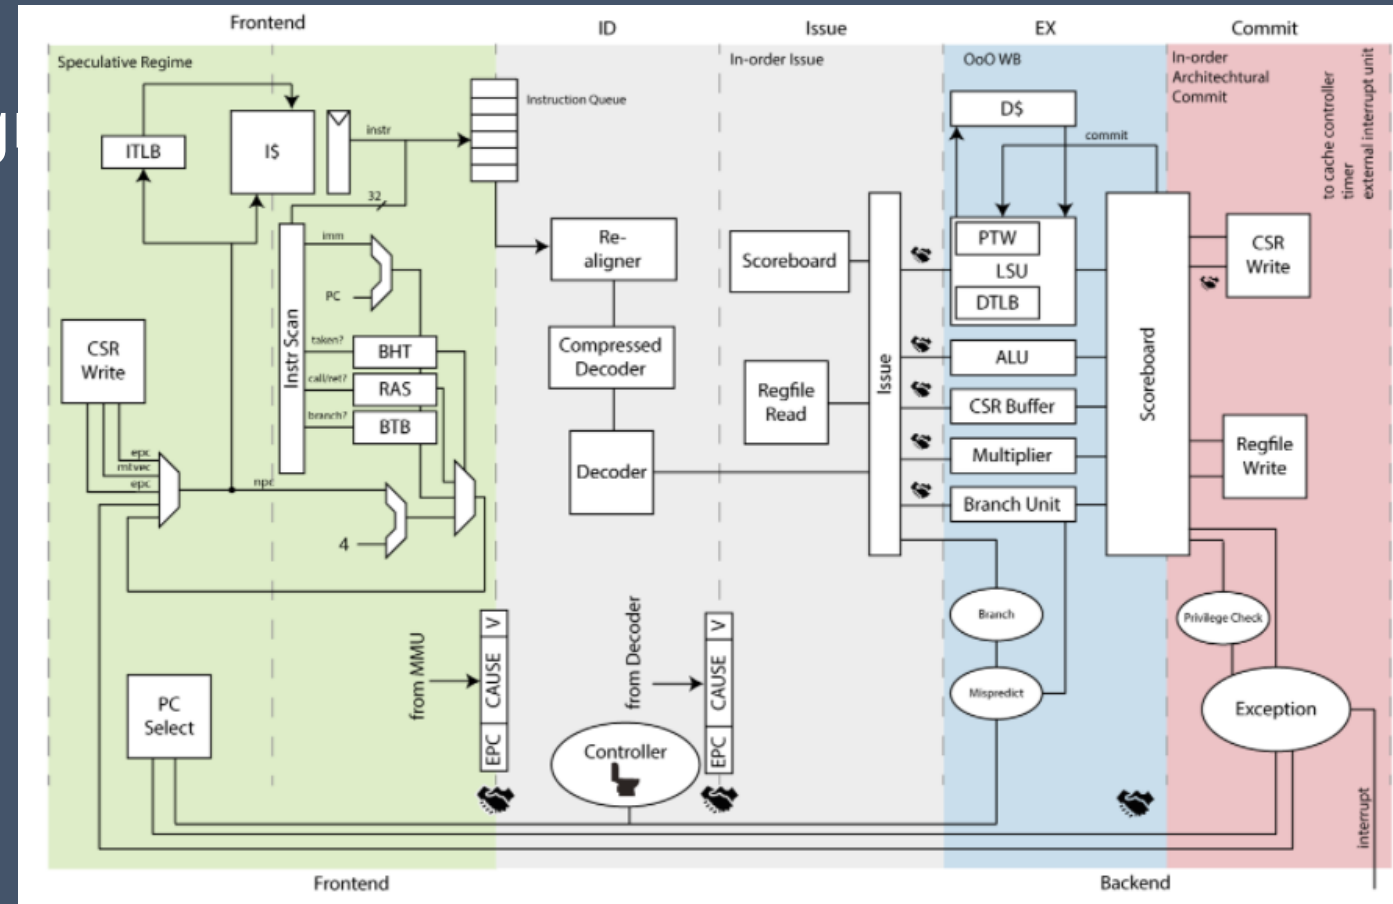 Frontend
ID
Issue
EX
Commit
Speculative Regime
In-order Issue
OoO WB
In-order
Architechtural
Commit
to cache controller
timer
external interrupt unit
ITLB
I$
instr
Instruction Queue
32
D$
commit
Instr Scan
imm
PC
Re-
aligner
Scoreboard
PTW
LSU
DTLB
CSR
Write
CSR
Write
taken?
BHT
call/ret?
RAS
branch?
BTB
Compressed
Decoder
Regfile
Read
Issue
ALU
CSR Buffer
Multiplier
Branch Unit
Scoreboard
Regfile
Write
epc
mtvec
epc
npc
4
Decoder
from MMU
EPC CAUSE V
from Decoder
EPC CAUSE V
Branch
Mispredict
Privilege Check
Exception
PC
Select
Controller
interrupt
Frontend
Backend